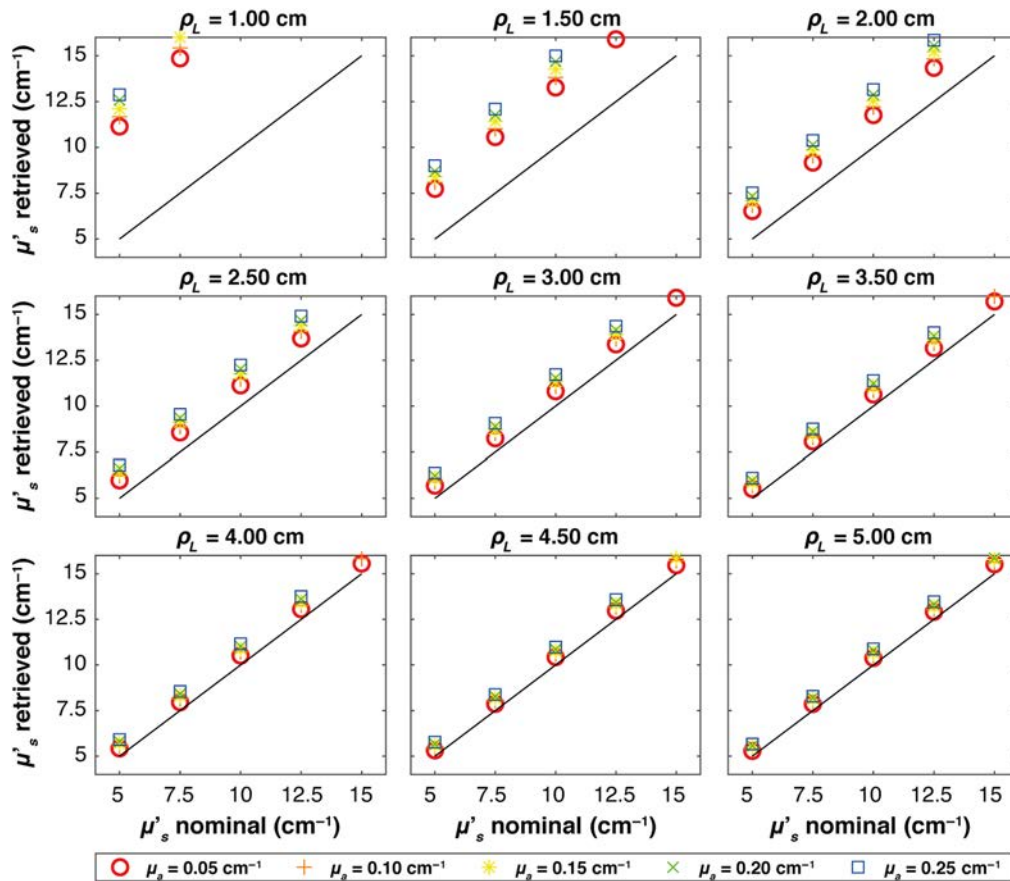 ρL = 1.00 cm
ρL = 1.50 cm
ρL = 2.00 cm
μ's retrieved (cm⁻¹)
15
12.5
10
7.5
5
ρL = 2.50 cm
ρL = 3.00 cm
ρL = 3.50 cm
μ's retrieved (cm⁻¹)
15
12.5
10
7.5
5
ρL = 4.00 cm
ρL = 4.50 cm
ρL = 5.00 cm
μ's retrieved (cm⁻¹)
15
12.5
10
7.5
5
5 7.5 10 12.5 15
5 7.5 10 12.5 15
5 7.5 10 12.5 15
μ's nominal (cm⁻¹)
μ's nominal (cm⁻¹)
μ's nominal (cm⁻¹)
μa = 0.05 cm⁻¹ μa = 0.10 cm⁻¹ μa = 0.15 cm⁻¹ μa = 0.20 cm⁻¹ μa = 0.25 cm⁻¹